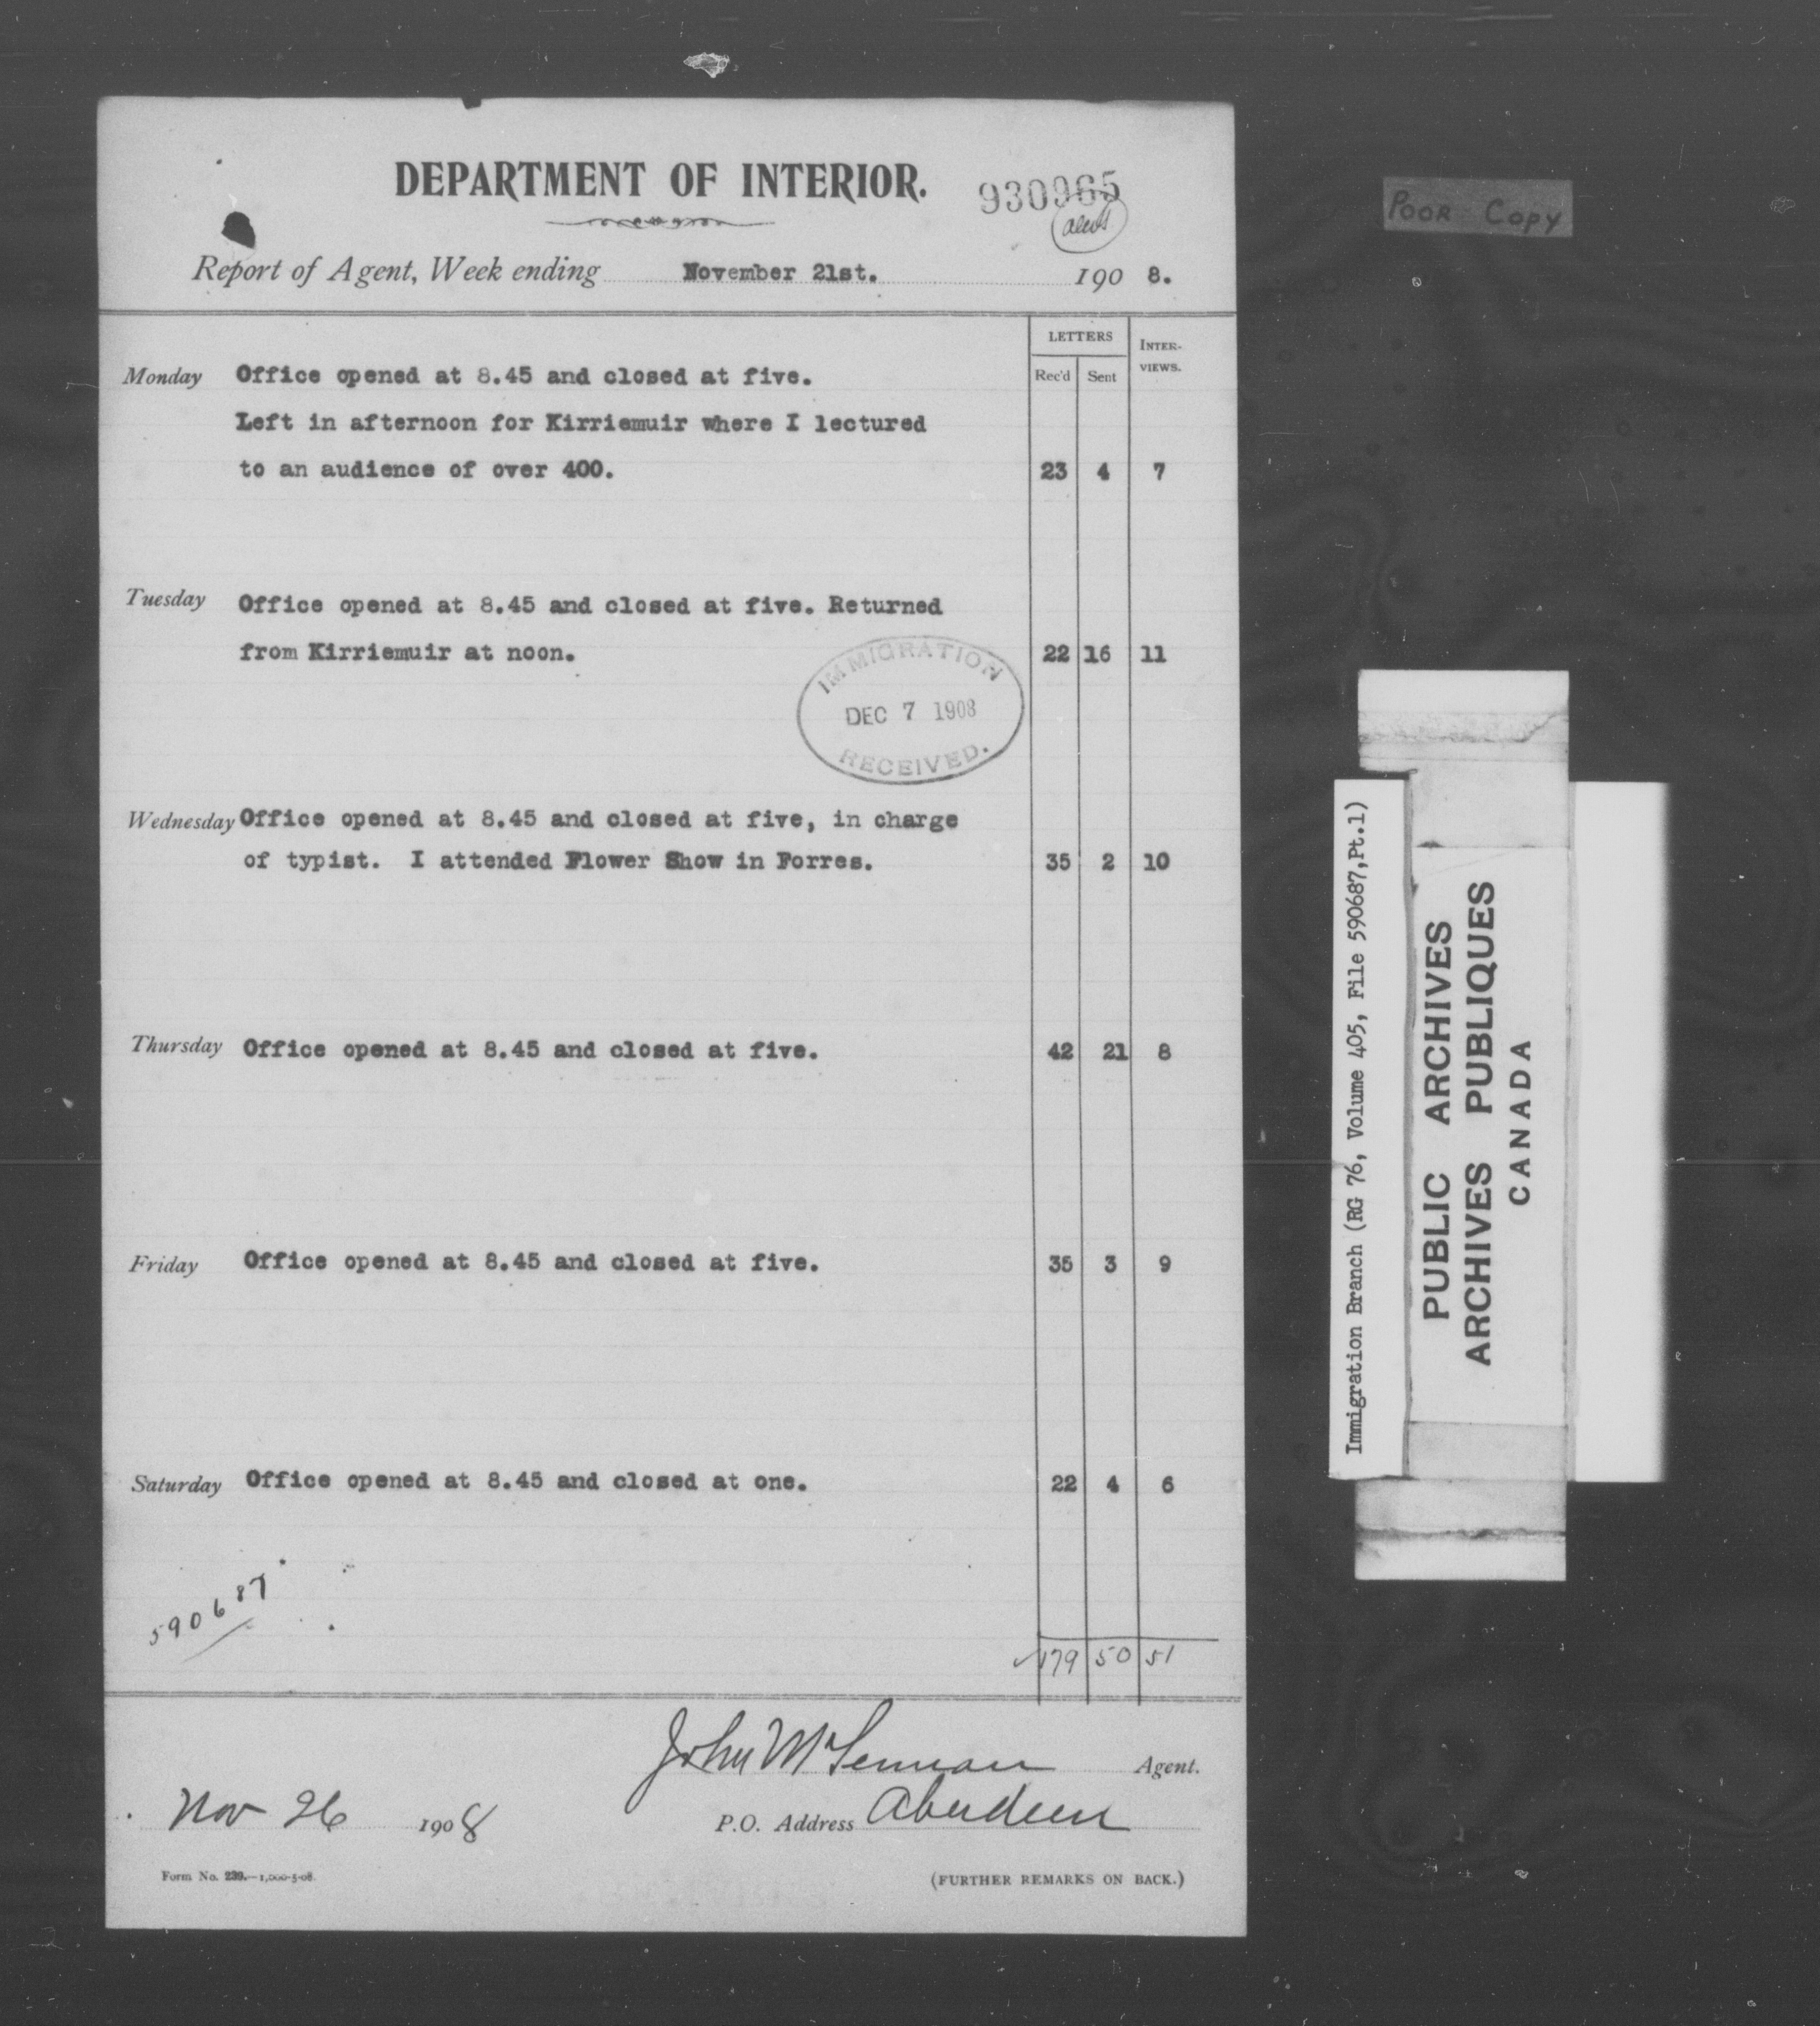 DEPARTMENT OF INTERIOR.
930965
Report of Agent, Week ending November 21st. 190 8.
LETTERS
INTER-
VIEWS.
Rec'd Sent
Monday Office opened at 8.45 and closed at five.
Left in afternoon for Kirriemuir where I lectured
to an audience of over 400. 23 4 7
Tuesday Office opened at 8.45 and closed at five. Returned
from Kirriemuir at noon. 22 16 11
IMMIGRATION
DEC 7 1908
RECEIVED.
Wednesday Office opened at 8.45 and closed at five, in charge
of typist. I attended Flower Show in Forres. 35 2 10
Thursday Office opened at 8.45 and closed at five. 42 21 8
Friday Office opened at 8.45 and closed at five. 35 3 9
Saturday Office opened at 8.45 and closed at one. 22 4 6
590687
179 50 51
John McLennan Agent.
Nov 26 1908 P.O. Address Aberdeen
Form No. 239.—1,000-5-08.
(FURTHER REMARKS ON BACK.)
POOR COPY
Immigration Branch (RG 76, Volume 405, File 590687,Pt.1)
PUBLIC ARCHIVES
ARCHIVES PUBLIQUES
CANADA